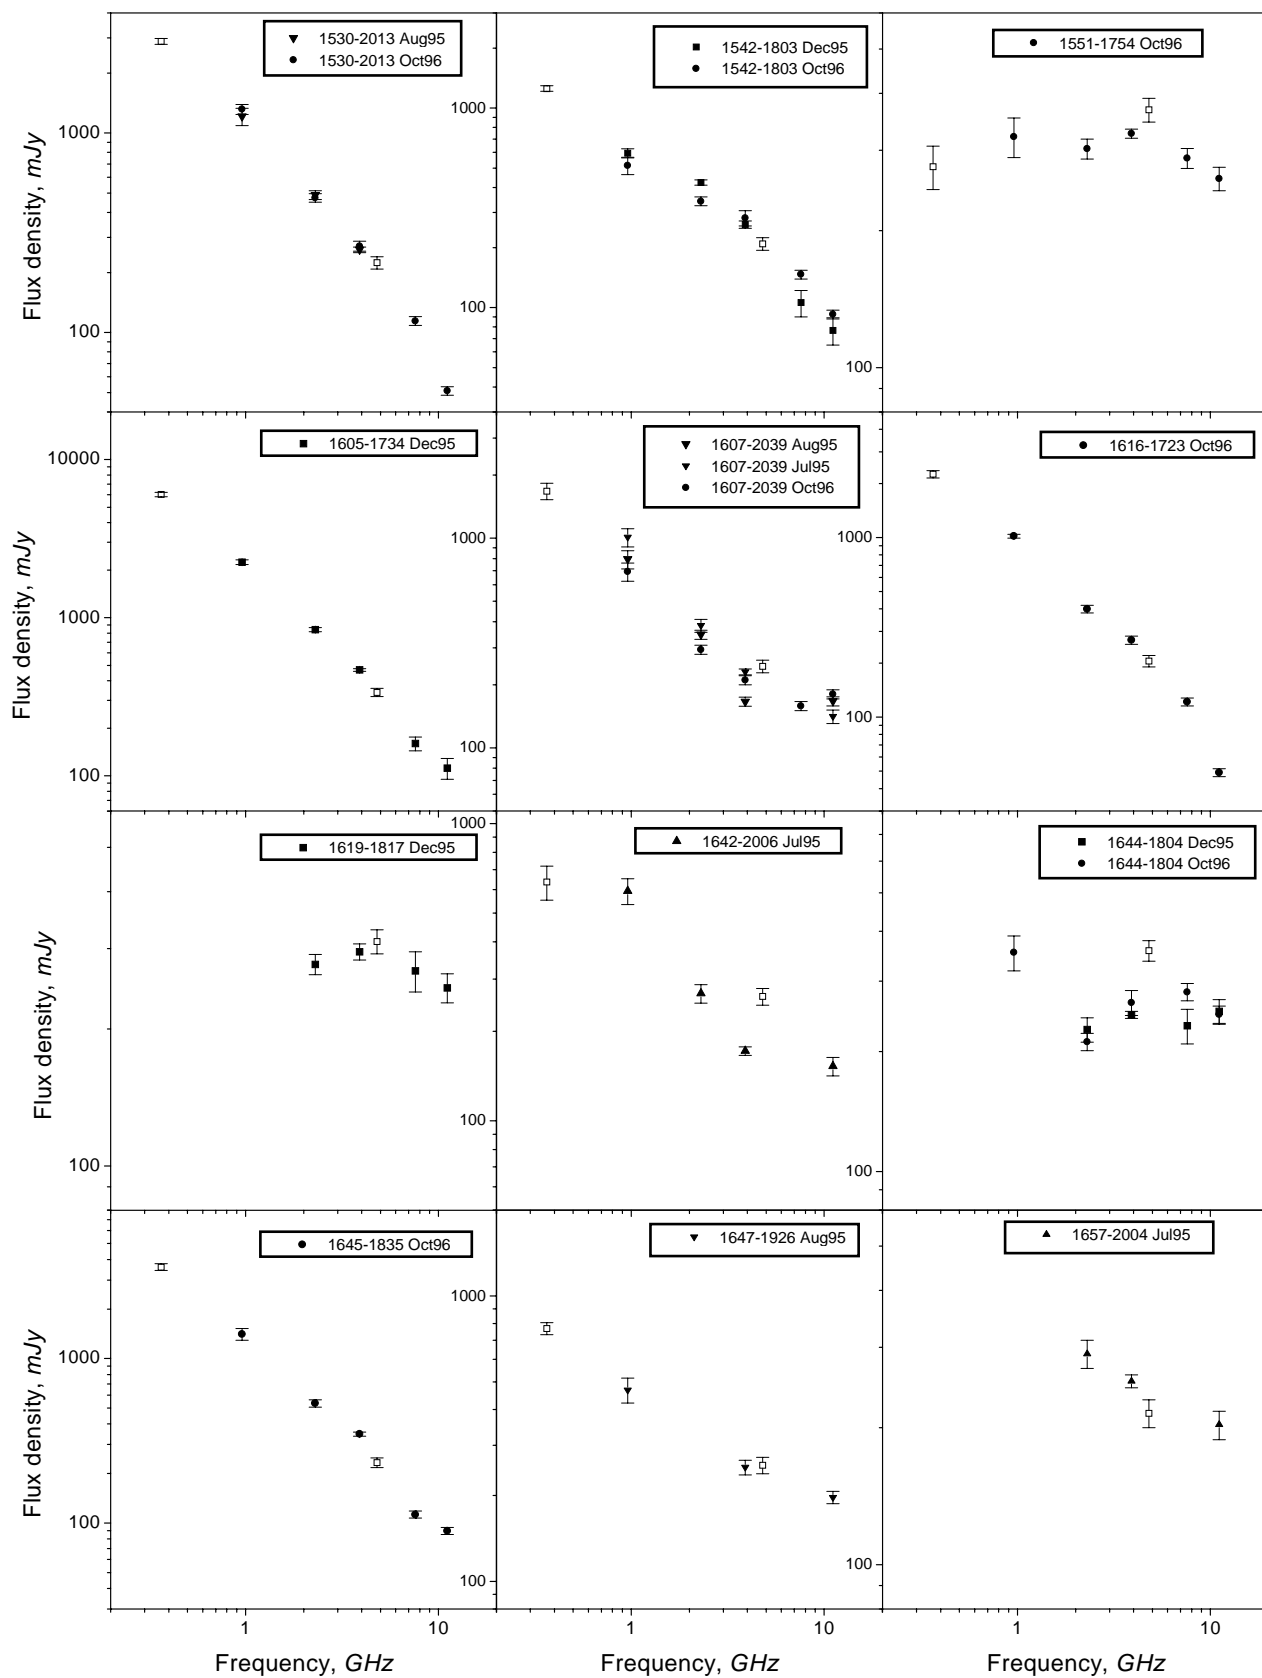 1530-2013 Aug95
1530-2013 Oct96
1542-1803 Dec95
1542-1803 Oct96
1551-1754 Oct96
Flux density, mJy
1000
100
1000
100
100
1605-1734 Dec95
1607-2039 Aug95
1607-2039 Jul95
1607-2039 Oct96
1616-1723 Oct96
Flux density, mJy
10000
1000
100
1000
100
1000
100
1619-1817 Dec95
1642-2006 Jul95
1644-1804 Dec95
1644-1804 Oct96
Flux density, mJy
100
1000
100
100
1645-1835 Oct96
1647-1926 Aug95
1657-2004 Jul95
Flux density, mJy
1000
100
1000
100
100
1 10 1 10 1 10
Frequency, GHz Frequency, GHz Frequency, GHz